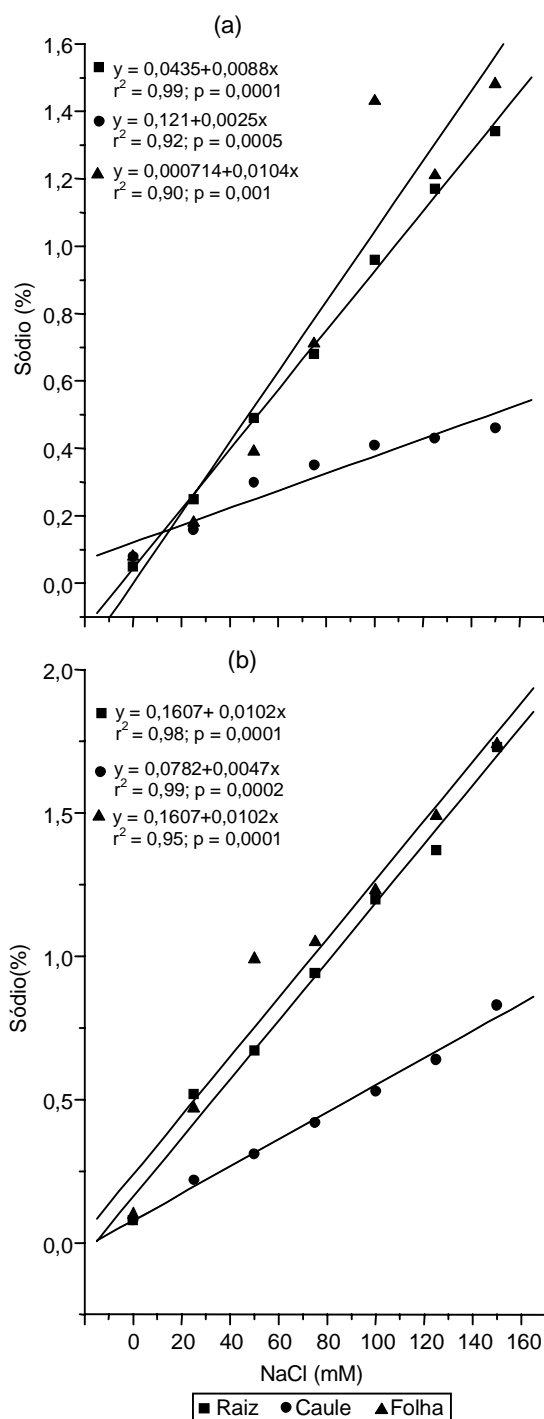 (a)
1,6
1,4
1,2
1,0
0,8
0,6
0,4
0,2
0,0
Sódio (%)
■ y = 0,0435+0,0088x
r² = 0,99; p = 0,0001
● y = 0,121+0,0025x
r² = 0,92; p = 0,0005
▲ y = 0,000714+0,0104x
r² = 0,90; p = 0,001
(b)
2,0
1,5
1,0
0,5
0,0
Sódio(%)
■ y = 0,1607+ 0,0102x
r² = 0,98; p = 0,0001
● y = 0,0782+0,0047x
r² = 0,99; p = 0,0002
▲ y = 0,1607+0,0102x
r² = 0,95; p = 0,0001
0 20 40 60 80 100 120 140 160
NaCl (mM)
■ Raiz ● Caule ▲ Folha